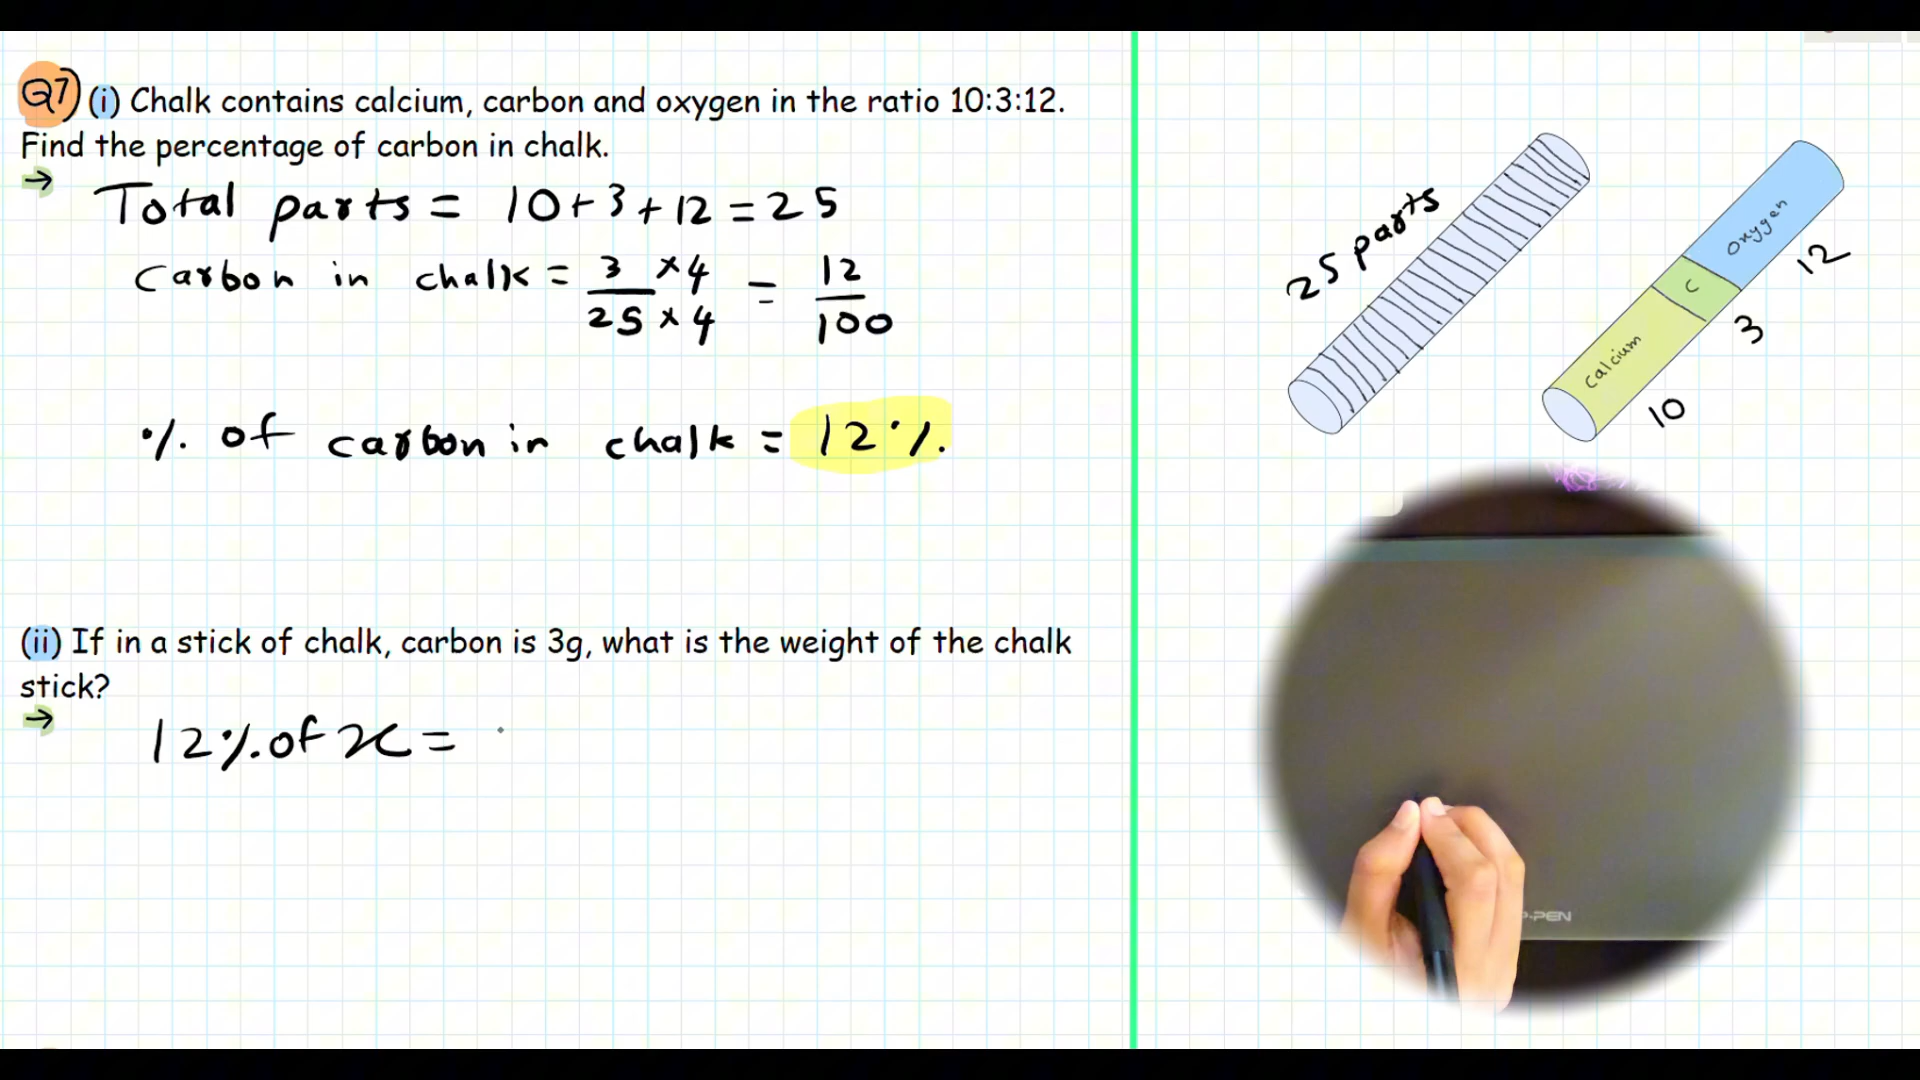 Q7) (i) Chalk contains calcium, carbon and oxygen in the ratio 10:3:12.
Find the percentage of carbon in chalk.
→ Total parts = 10+3+12 = 25
Carbon in chalk = 3 ×4 / 25 ×4 = 12 / 100
% of carbon in chalk = 12%.
(ii) If in a stick of chalk, carbon is 3g, what is the weight of the chalk
stick?
→ 12% of x =
25 parts
Oxygen
12
C
3
Calcium
10
P-PEN